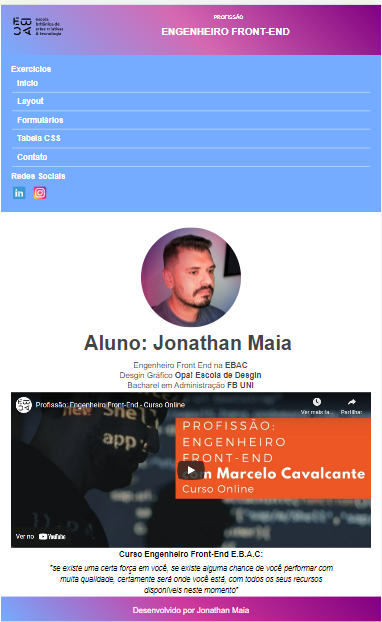 EBAC
escola
britânica de
artes criativas
& tecnologia
PROFISSÃO
ENGENHEIRO FRONT-END
Exercícios
Início
Layout
Formulários
Tabela CSS
Contato
Redes Sociais
in
Aluno: Jonathan Maia
Engenheiro Front End na EBAC
Desgin Gráfico Opa! Escola de Desgin
Bacharel em Administração FB UNI
Profissão: Engenheiro Front-End - Curso Online
Ver mais ta...
Partilhar
app
PROFISSÃO:
ENGENHEIRO
FRONT-END
com Marcelo Cavalcante
Curso Online
Ver no YouTube
Curso Engenheiro Front-End E.B.A.C:
"se existe uma certa força em você, se existe alguma chance de você performar com
muita qualidade, certamente será onde você está, com todos os seus recursos
disponíveis neste momento"
Desenvolvido por Jonathan Maia